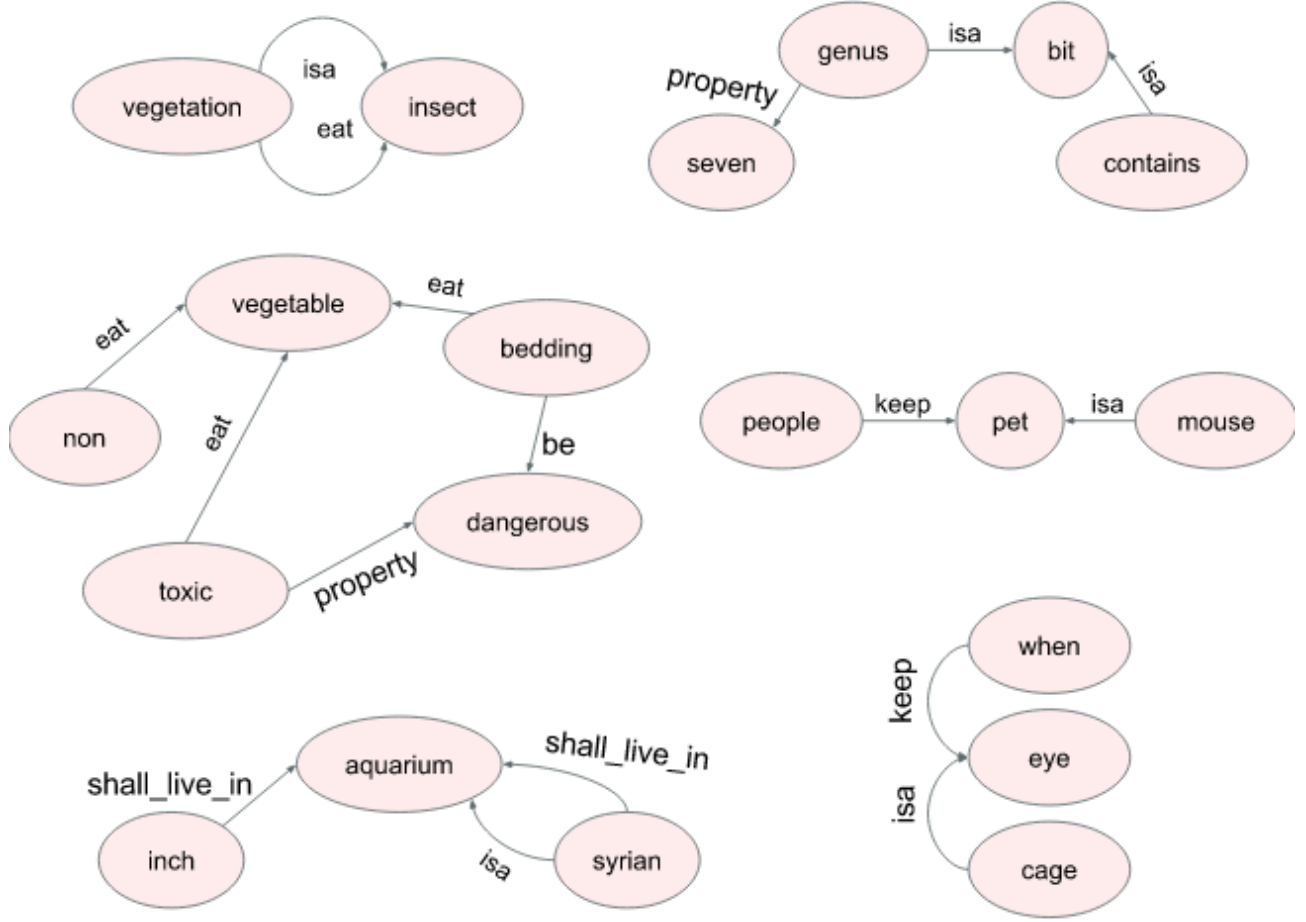 isa
vegetation
insect
eat
genus
isa
bit
property
isa
seven
contains
vegetable
eat
bedding
eat
non
eat
be
dangerous
toxic
property
people
keep
pet
isa
mouse
aquarium
shall_live_in
shall_live_in
inch
isa
syrian
when
keep
eye
isa
cage